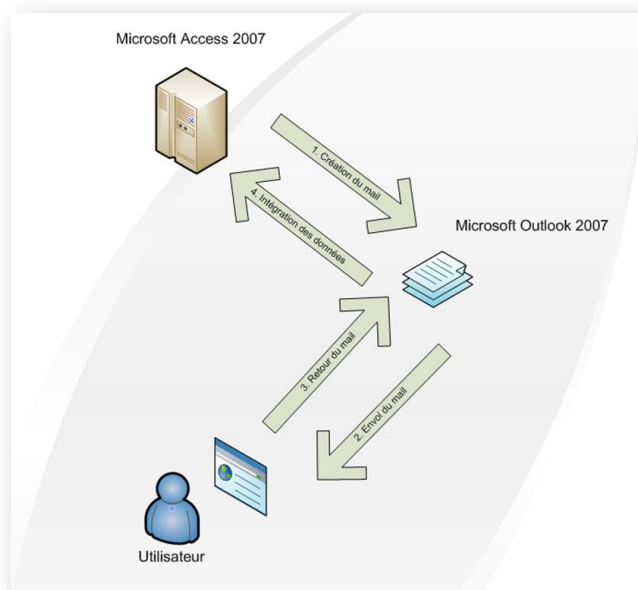 Microsoft Access 2007
1. Création du mail
4. Intégration des données
Microsoft Outlook 2007
3. Retour du mail
2. Envoi du mail
Utilisateur